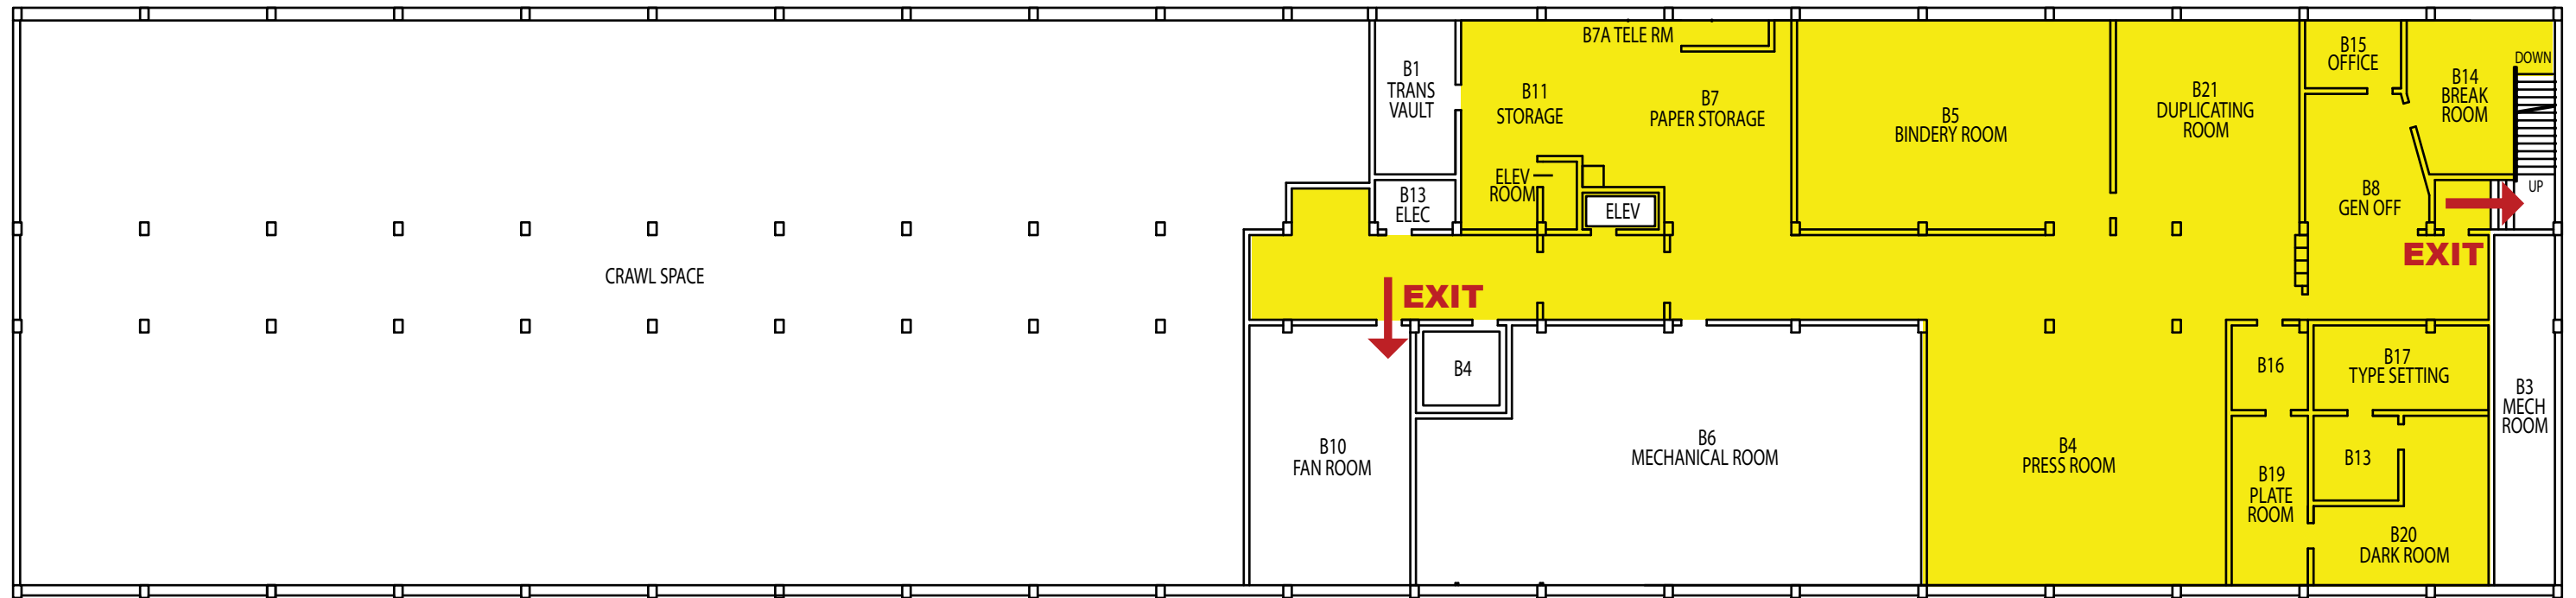 B7A TELE RM
B1
TRANS
VAULT
B11
STORAGE
B7
PAPER STORAGE
B5
BINDERY ROOM
B21
DUPLICATING
ROOM
B15
OFFICE
B14
BREAK
ROOM
DOWN
UP
B13
ELEC
ELEV
ROOM
ELEV
B8
GEN OFF
EXIT
CRAWL SPACE
EXIT
B4
B10
FAN ROOM
B6
MECHANICAL ROOM
B4
PRESS ROOM
B16
B17
TYPE SETTING
B3
MECH
ROOM
B13
B19
PLATE
ROOM
B20
DARK ROOM